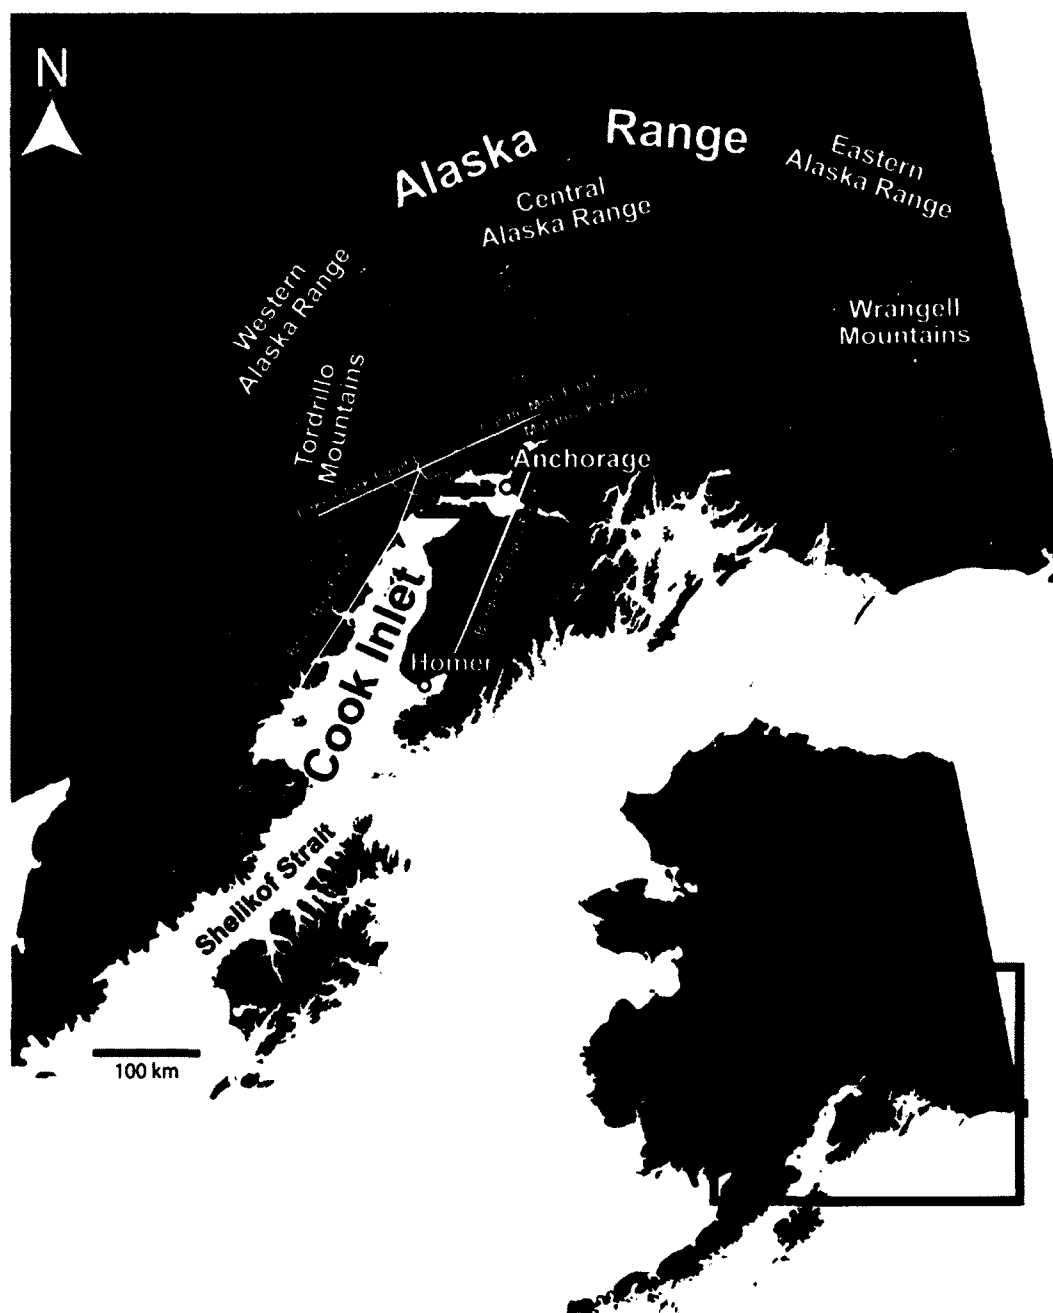 N
Alaska Range
Eastern
Alaska Range
Central
Alaska Range
Western
Alaska Range
Wrangell
Mountains
Tordrillo
Mountains
Anchorage
Cook Inlet
Homer
Shelikof Strait
100 km